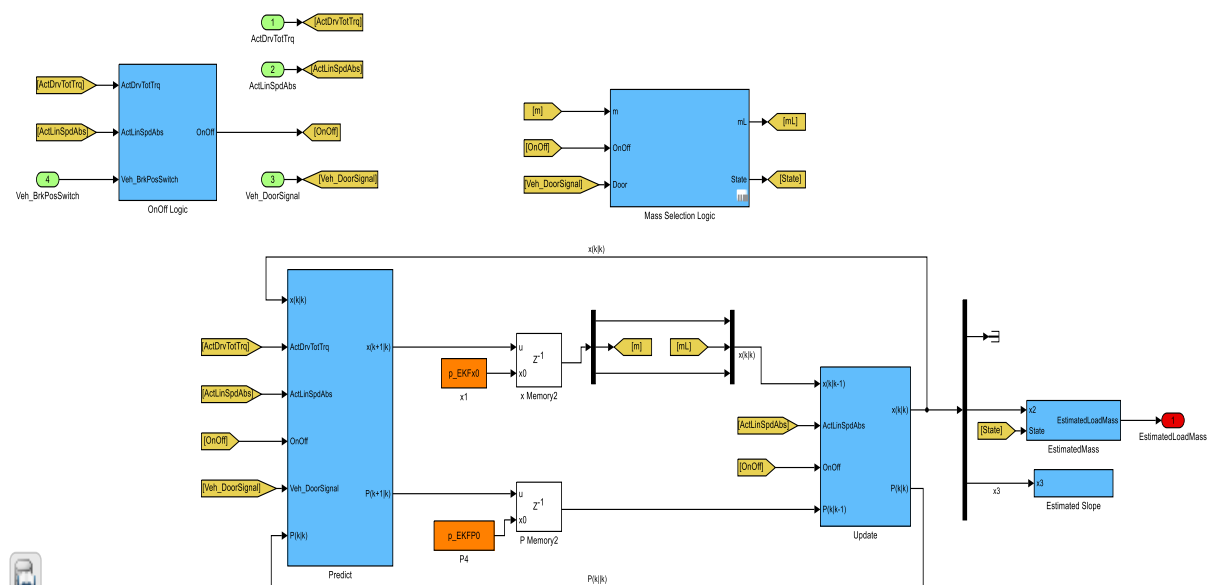 1
[ActDrvTotTrq]
ActDrvTotTrq
2
[ActLinSpdAbs]
ActLinSpdAbs
[ActDrvTotTrq]
ActDrvTotTrq
[ActLinSpdAbs]
ActLinSpdAbs
OnOff
[OnOff]
4
Veh_BrkPosSwitch
Veh_BrkPosSwitch
OnOff Logic
3
[Veh_DoorSignal]
Veh_DoorSignal
[m]
m
mL
[mL]
[OnOff]
OnOff
[Veh_DoorSignal]
Door
State
[State]
Mass Selection Logic
x(k|k)
x(k|k)
[ActDrvTotTrq]
ActDrvTotTrq
x(k+1|k)
[ActLinSpdAbs]
ActLinSpdAbs
[OnOff]
OnOff
[Veh_DoorSignal]
Veh_DoorSignal
P(k+1|k)
P(k|k)
Predict
p_EKFx0
x1
u
Z-1
x0
x Memory2
[m]
[mL]
x(k|k)
p_EKFP0
P4
u
Z-1
x0
P Memory2
x(k|k-1)
x(k|k)
[ActLinSpdAbs]
ActLinSpdAbs
[OnOff]
OnOff
P(k|k)
P(k|k-1)
Update
x2
EstimatedLoadMass
[State]
State
EstimatedMass
1
EstimatedLoadMass
x3
x3
Estimated Slope
P(k|k)